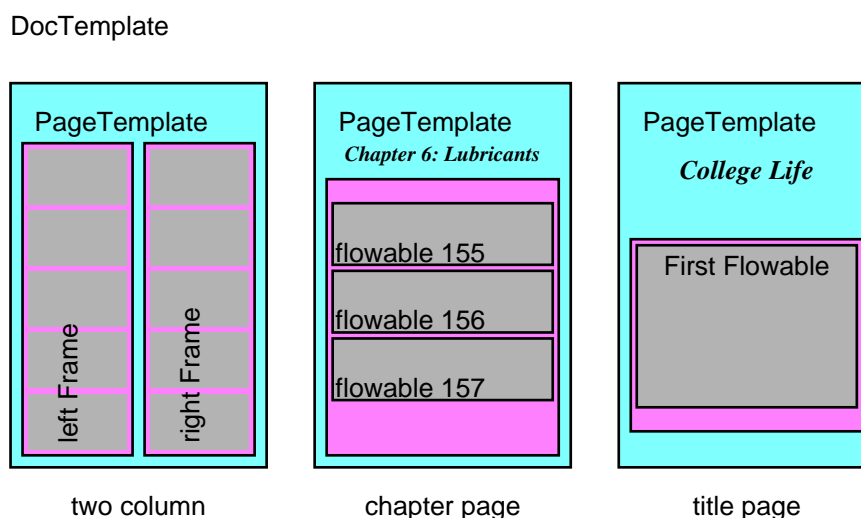 DocTemplate
PageTemplate
left Frame
right Frame
two column
PageTemplate
Chapter 6: Lubricants
flowable 155
flowable 156
flowable 157
chapter page
PageTemplate
College Life
First Flowable
title page